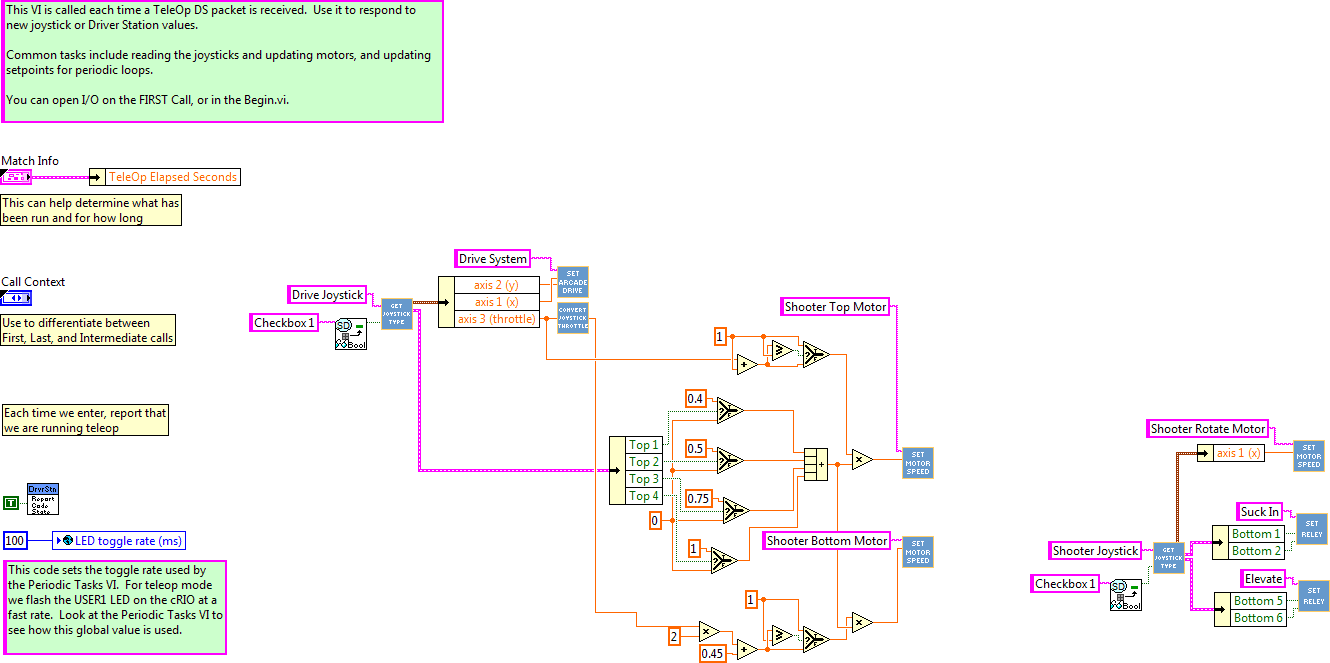 This VI is called each time a TeleOp DS packet is received.  Use it to respond to
new joystick or Driver Station values.
Common tasks include reading the joysticks and updating motors, and updating
setpoints for periodic loops.
You can open I/O on the FIRST Call, or in the Begin.vi.
Match Info
TeleOp Elapsed Seconds
This can help determine what has
been run and for how long
Call Context
Use to differentiate between
First, Last, and Intermediate calls
Each time we enter, report that
we are running teleop
T
DrvrStn
Report
Code
State
100
LED toggle rate (ms)
This code sets the toggle rate used by
the Periodic Tasks VI.  For teleop mode
we flash the USER1 LED on the cRIO at a
fast rate.  Look at the Periodic Tasks VI to
see how this global value is used.
Drive Joystick
Checkbox 1
SD
Bool
GET
JOYSTICK
TYPE
Drive System
axis 2 (y)
axis 1 (x)
axis 3 (throttle)
SET
ARCADE
DRIVE
CONVERT
JOYSTICK
THROTTLE
Shooter Top Motor
1
+
≥
? T F
0.4
? T F
0.5
? T F
0.75
? T F
0
1
? T F
Top 1
Top 2
Top 3
Top 4
+
x
SET
MOTOR
SPEED
Shooter Bottom Motor
SET
MOTOR
SPEED
1
2
x
0.45
+
≥
? T F
x
Shooter Rotate Motor
axis 1 (x)
SET
MOTOR
SPEED
Suck In
Bottom 1
Bottom 2
SET
RELEY
Shooter Joystick
Checkbox 1
SD
Bool
GET
JOYSTICK
TYPE
Elevate
Bottom 5
Bottom 6
SET
RELEY